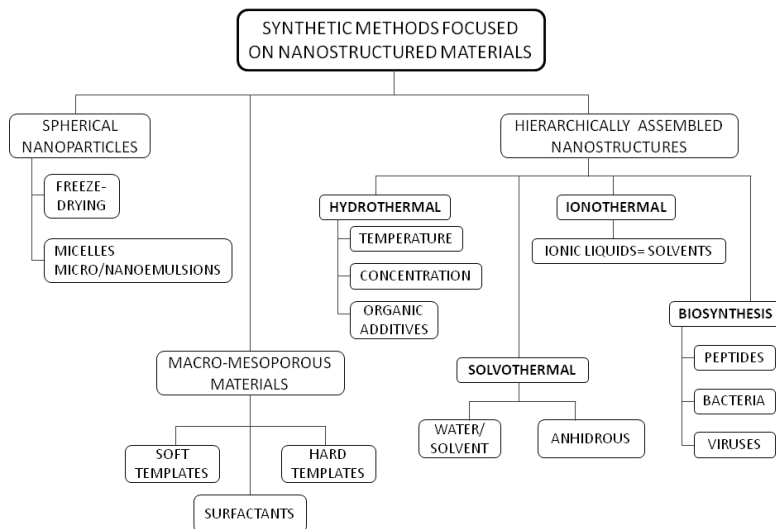 SYNTHETIC METHODS FOCUSED
ON NANOSTRUCTURED MATERIALS
SPHERICAL
NANOPARTICLES
FREEZE-
DRYING
MICELLES
MICRO/NANOEMULSIONS
MACRO-MESOPOROUS
MATERIALS
SOFT
TEMPLATES
SURFACTANTS
HARD
TEMPLATES
HIERARCHICALLY ASSEMBLED
NANOSTRUCTURES
HYDROTHERMAL
TEMPERATURE
CONCENTRATION
ORGANIC
ADDITIVES
SOLVOTHERMAL
WATER/
SOLVENT
ANHIDROUS
IONOTHERMAL
IONIC LIQUIDS= SOLVENTS
BIOSYNTHESIS
PEPTIDES
BACTERIA
VIRUSES